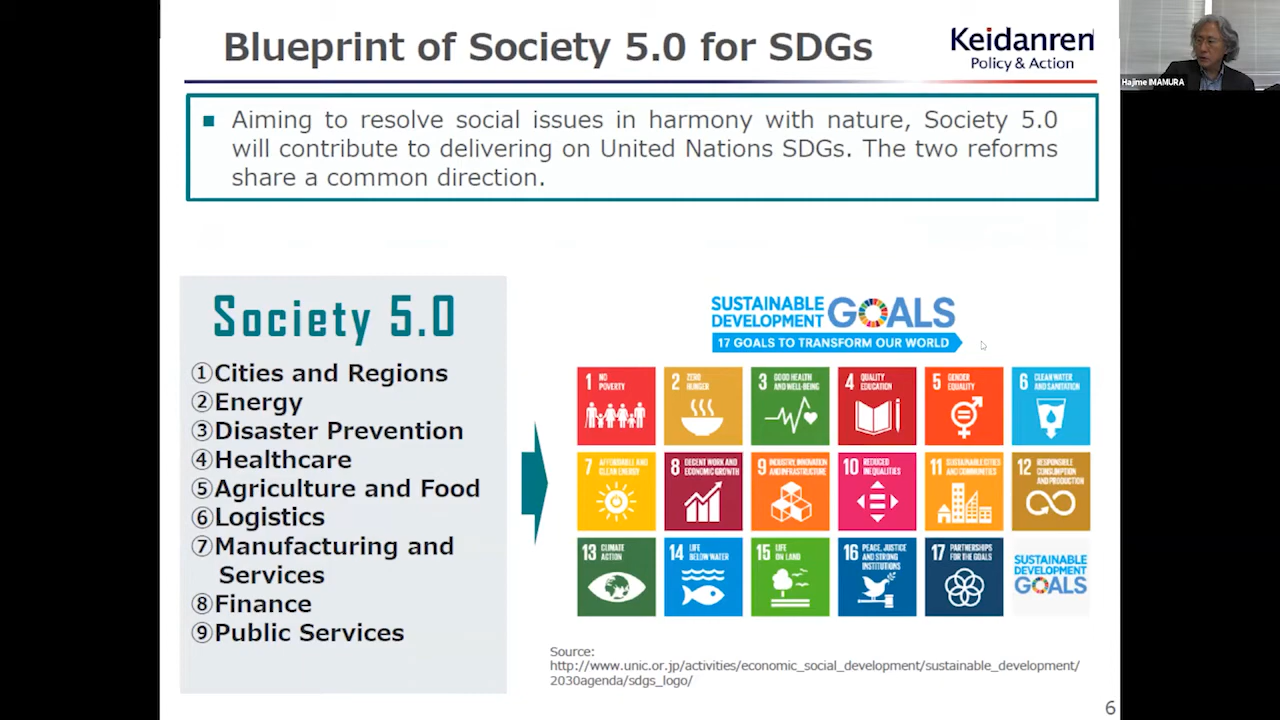 Blueprint of Society 5.0 for SDGs
Keidanren
Policy & Action
Hajime IMAMURA
■ Aiming to resolve social issues in harmony with nature, Society 5.0
will contribute to delivering on United Nations SDGs. The two reforms
share a common direction.
Society 5.0
①Cities and Regions
②Energy
③Disaster Prevention
④Healthcare
⑤Agriculture and Food
⑥Logistics
⑦Manufacturing and
Services
⑧Finance
⑨Public Services
SUSTAINABLE
DEVELOPMENT
GOALS
17 GOALS TO TRANSFORM OUR WORLD
1 NO
POVERTY
2 ZERO
HUNGER
3 GOOD HEALTH
AND WELL-BEING
4 QUALITY
EDUCATION
5 GENDER
EQUALITY
6 CLEAN WATER
AND SANITATION
7 AFFORDABLE AND
CLEAN ENERGY
8 DECENT WORK AND
ECONOMIC GROWTH
9 INDUSTRY, INNOVATION
AND INFRASTRUCTURE
10 REDUCED
INEQUALITIES
11 SUSTAINABLE CITIES
AND COMMUNITIES
12 RESPONSIBLE
CONSUMPTION
AND PRODUCTION
13 CLIMATE
ACTION
14 LIFE
BELOW WATER
15 LIFE
ON LAND
16 PEACE, JUSTICE
AND STRONG
INSTITUTIONS
17 PARTNERSHIPS
FOR THE GOALS
SUSTAINABLE
DEVELOPMENT
GOALS
Source:
http://www.unic.or.jp/activities/economic_social_development/sustainable_development/
2030agenda/sdgs_logo/
6